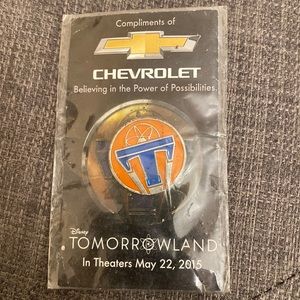 Compliments of
CHEVROLET
Believing in the Power of Possibilities.
T
Disney
TOMORROWLAND
In Theaters May 22, 2015